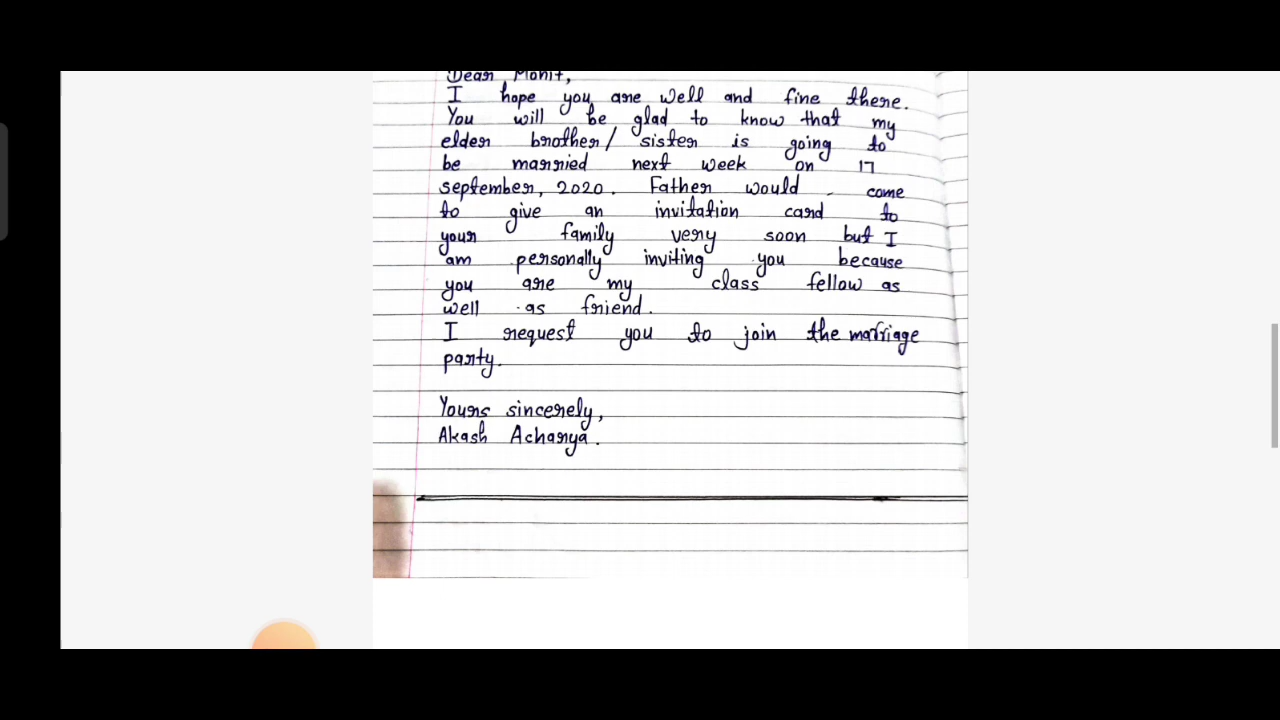 Dear Mohit,
I hope you are well and fine there.
You will be glad to know that my
elder brother/ sister is going to
be married next week on 17
september, 2020. Father would come
to give an invitation card to
your family very soon but I
am personally inviting you because
you are my class fellow as
well as friend.
I request you to join the marriage
party.
Yours sincerely,
Akash Acharya.